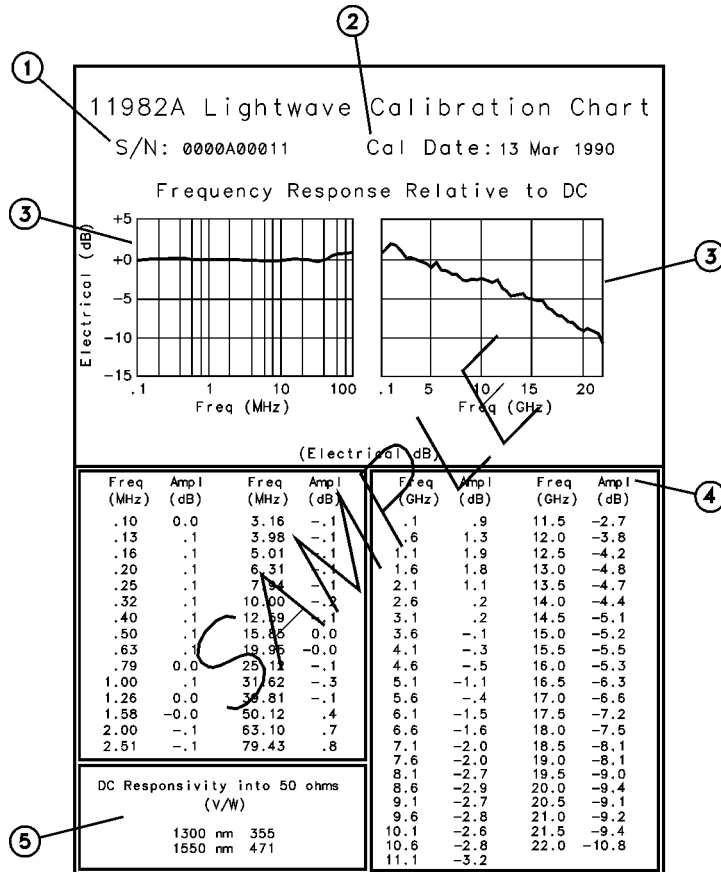 2
1
11982A Lightwave Calibration Chart
S/N: 0000A00011 Cal Date: 13 Mar 1990
Frequency Response Relative to DC
3
3
Electrical (dB)
+5
+0
-5
-10
-15
.1 1 10 100
Freq (MHz)
.1 5 10 15 20
Freq (GHz)
(Electrical dB)
SAMPLE
4
Freq Ampl Freq Ampl
(MHz) (dB) (MHz) (dB)
.10 0.0 3.16 -.1
.13 .1 3.98 -.1
.16 .1 5.01 -.1
.20 .1 6.31 -.1
.25 .1 7.94 -.1
.32 .1 10.00 -.2
.40 .1 12.59 -.1
.50 .1 15.85 0.0
.63 .1 19.95 -0.0
.79 0.0 25.12 -.1
1.00 .1 31.62 -.3
1.26 0.0 39.81 -.1
1.58 -0.0 50.12 .4
2.00 -.1 63.10 .7
2.51 -.1 79.43 .8
Freq Ampl Freq Ampl
(GHz) (dB) (GHz) (dB)
.1 .9 11.5 -2.7
.6 1.3 12.0 -3.8
1.1 1.9 12.5 -4.2
1.6 1.8 13.0 -4.8
2.1 1.1 13.5 -4.7
2.6 .2 14.0 -4.4
3.1 .2 14.5 -5.1
3.6 -.1 15.0 -5.2
4.1 -.3 15.5 -5.5
4.6 -.5 16.0 -5.3
5.1 -1.1 16.5 -6.3
5.6 -.4 17.0 -6.6
6.1 -1.5 17.5 -7.2
6.6 -1.6 18.0 -7.5
7.1 -2.0 18.5 -8.1
7.6 -2.0 19.0 -8.1
8.1 -2.7 19.5 -9.0
8.6 -2.9 20.0 -9.4
9.1 -2.7 20.5 -9.1
9.6 -2.8 21.0 -9.2
10.1 -2.6 21.5 -9.4
10.6 -2.8 22.0 -10.8
11.1 -3.2
DC Responsivity into 50 ohms
(V/W)
1300 nm 355
1550 nm 471
5